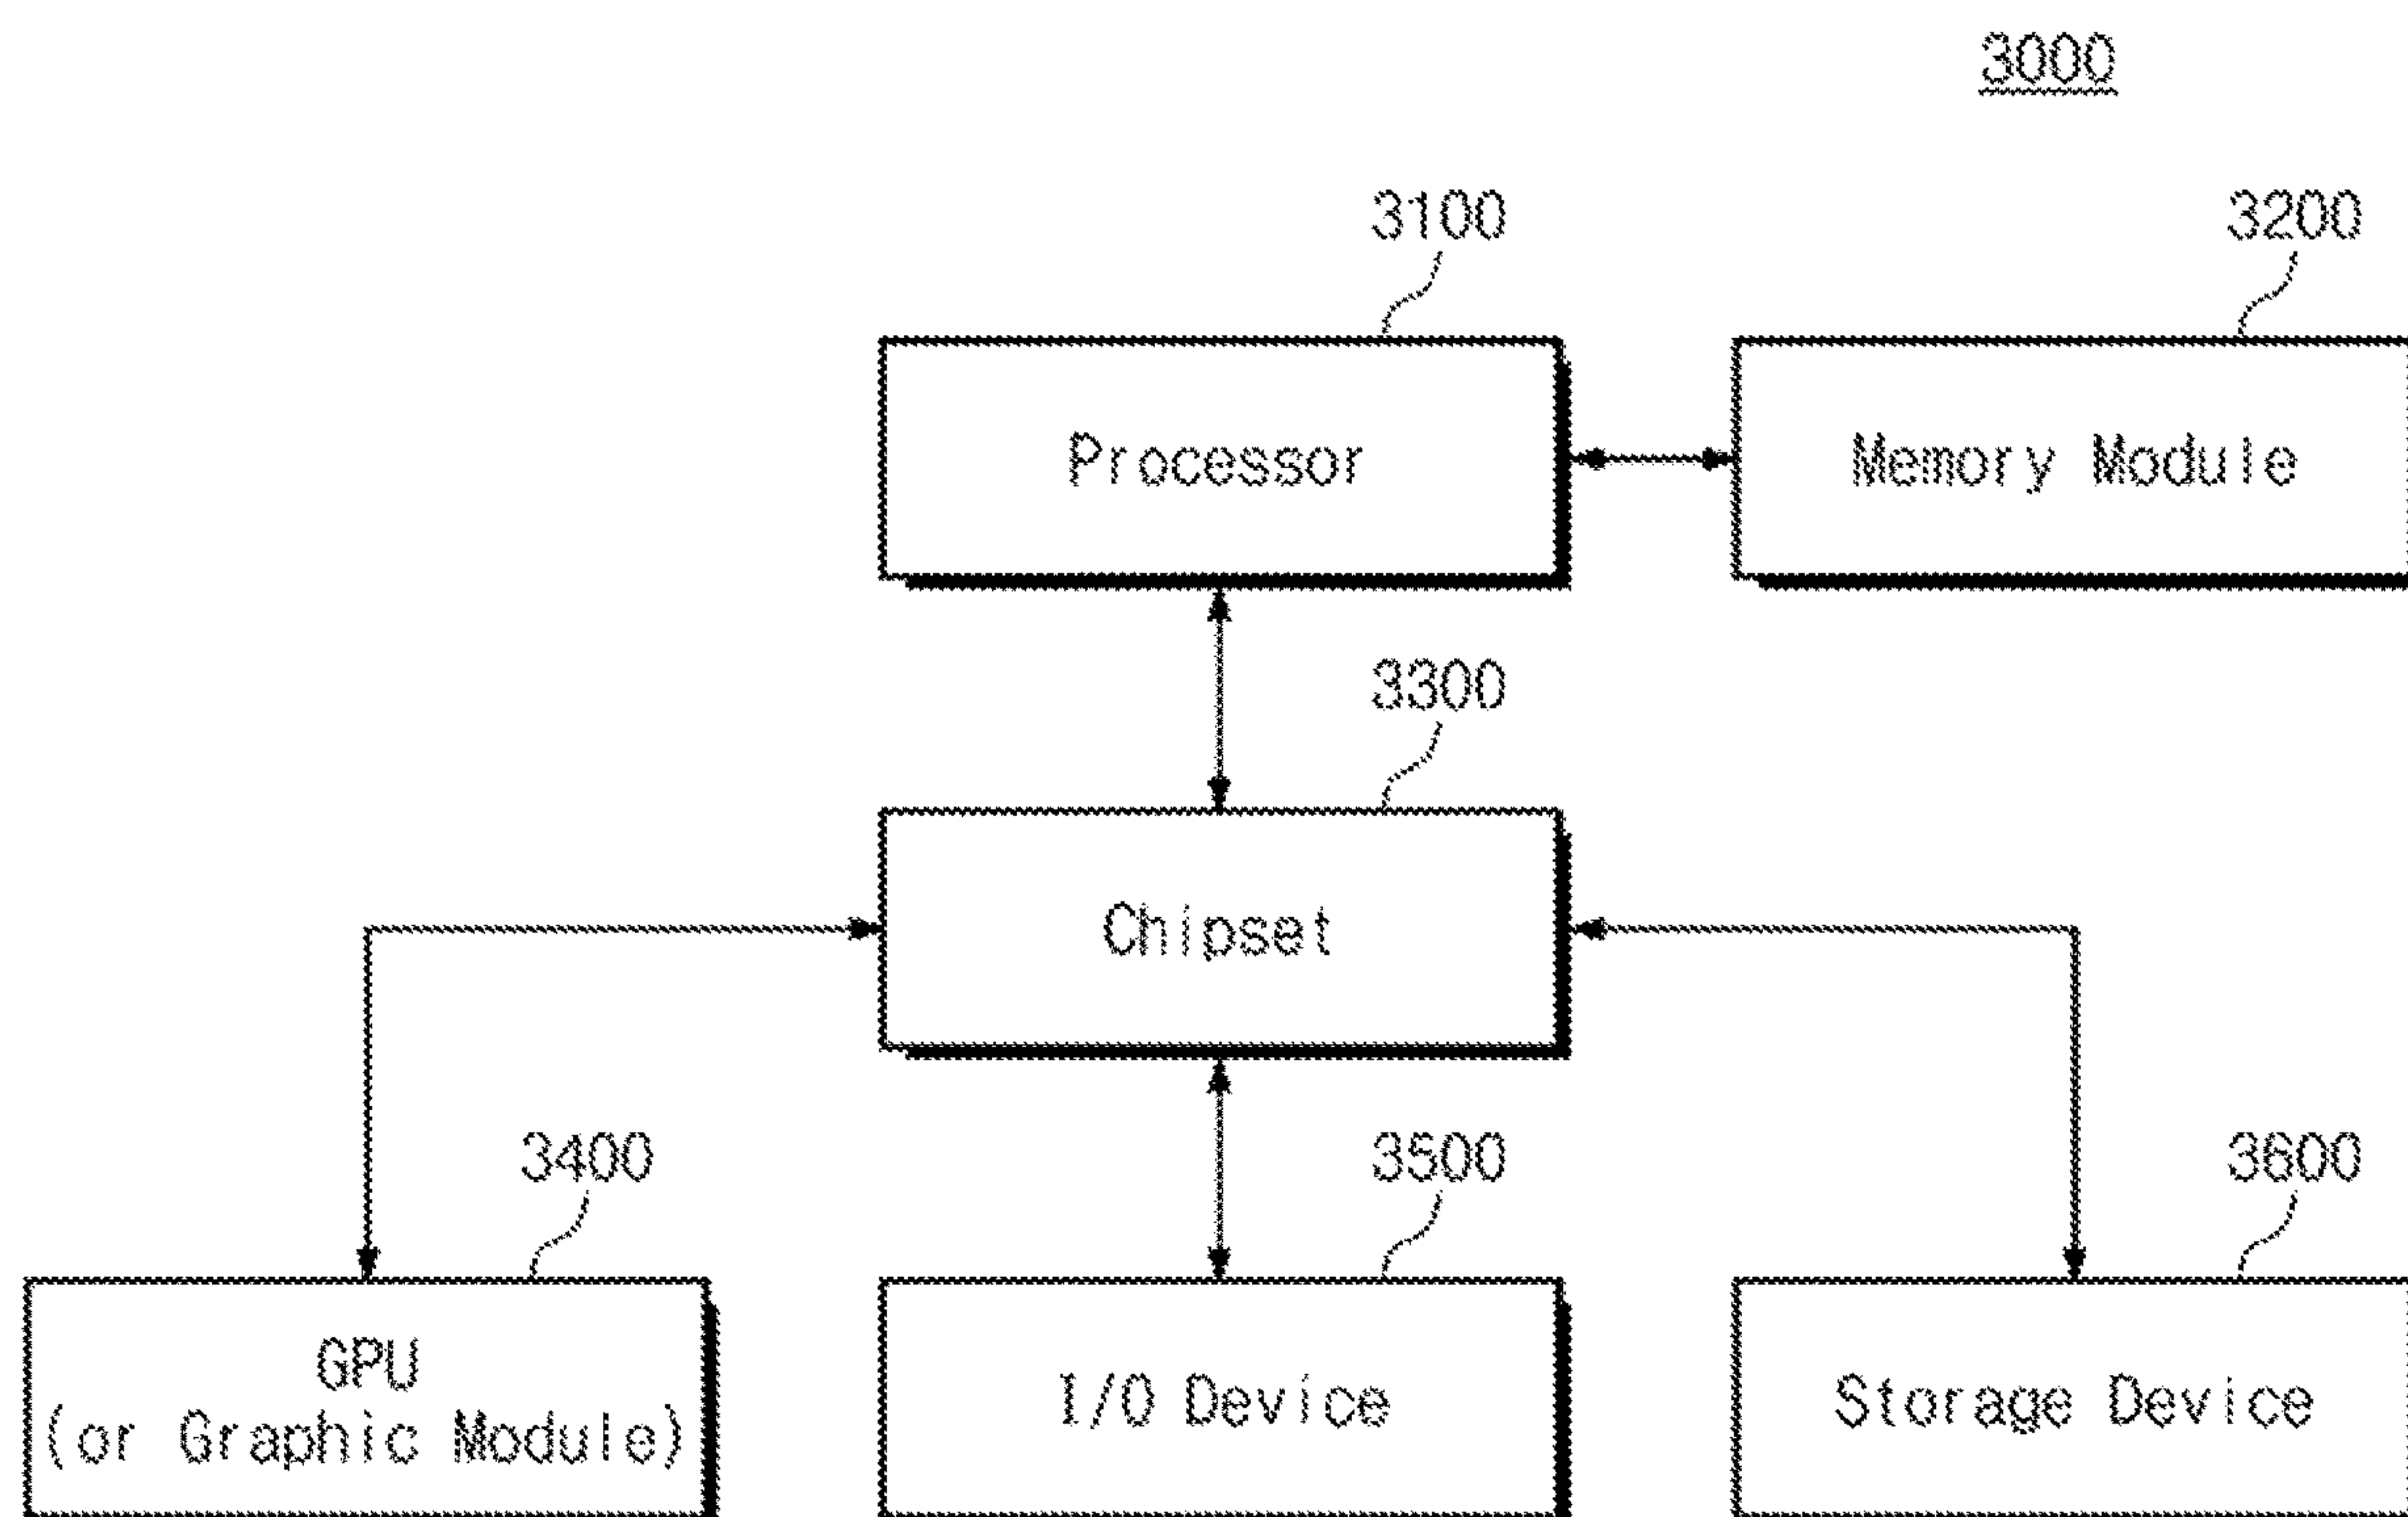 3000
3100
3200
Processor
Memory Module
3300
Chipset
3400
3500
3600
GPU
(or Graphic Module)
I/O Device
Storage Device